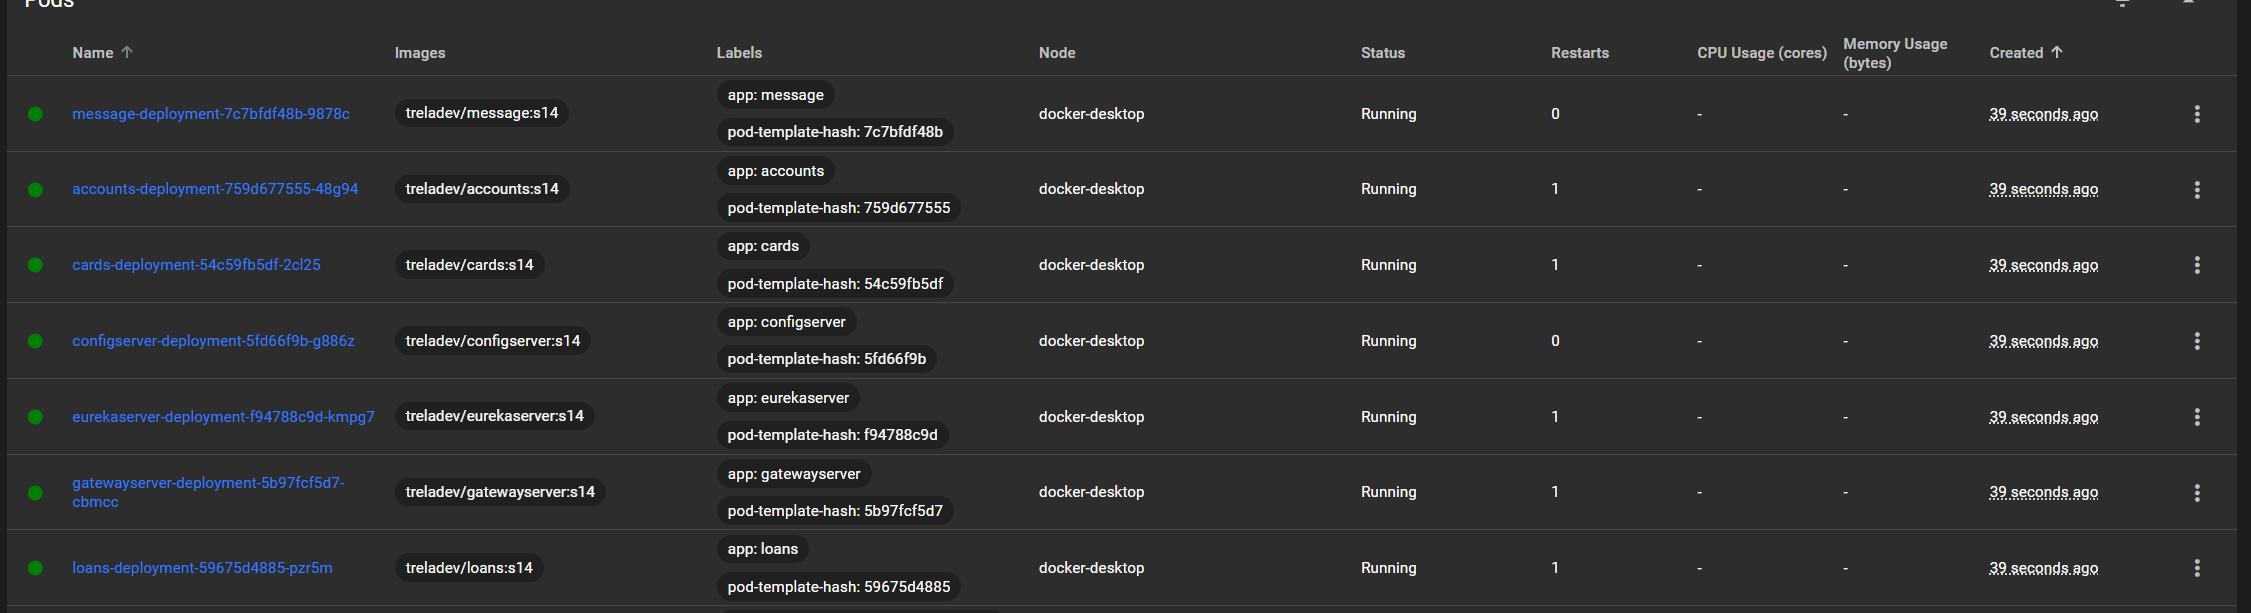 Pods
Name Images Labels Node Status Restarts CPU Usage (cores) Memory Usage (bytes) Created
message-deployment-7c7bfdf48b-9878c treladev/message:s14 app: message docker-desktop Running 0 - - 39 seconds ago
pod-template-hash: 7c7bfdf48b
accounts-deployment-759d677555-48g94 treladev/accounts:s14 app: accounts docker-desktop Running 1 - - 39 seconds ago
pod-template-hash: 759d677555
cards-deployment-54c59fb5df-2cl25 treladev/cards:s14 app: cards docker-desktop Running 1 - - 39 seconds ago
pod-template-hash: 54c59fb5df
configserver-deployment-5fd66f9b-g886z treladev/configserver:s14 app: configserver docker-desktop Running 0 - - 39 seconds ago
pod-template-hash: 5fd66f9b
eurekaserver-deployment-f94788c9d-kmpg7 treladev/eurekaserver:s14 app: eurekaserver docker-desktop Running 1 - - 39 seconds ago
pod-template-hash: f94788c9d
gatewayserver-deployment-5b97fcf5d7-cbmcc treladev/gatewayserver:s14 app: gatewayserver docker-desktop Running 1 - - 39 seconds ago
pod-template-hash: 5b97fcf5d7
loans-deployment-59675d4885-pzr5m treladev/loans:s14 app: loans docker-desktop Running 1 - - 39 seconds ago
pod-template-hash: 59675d4885